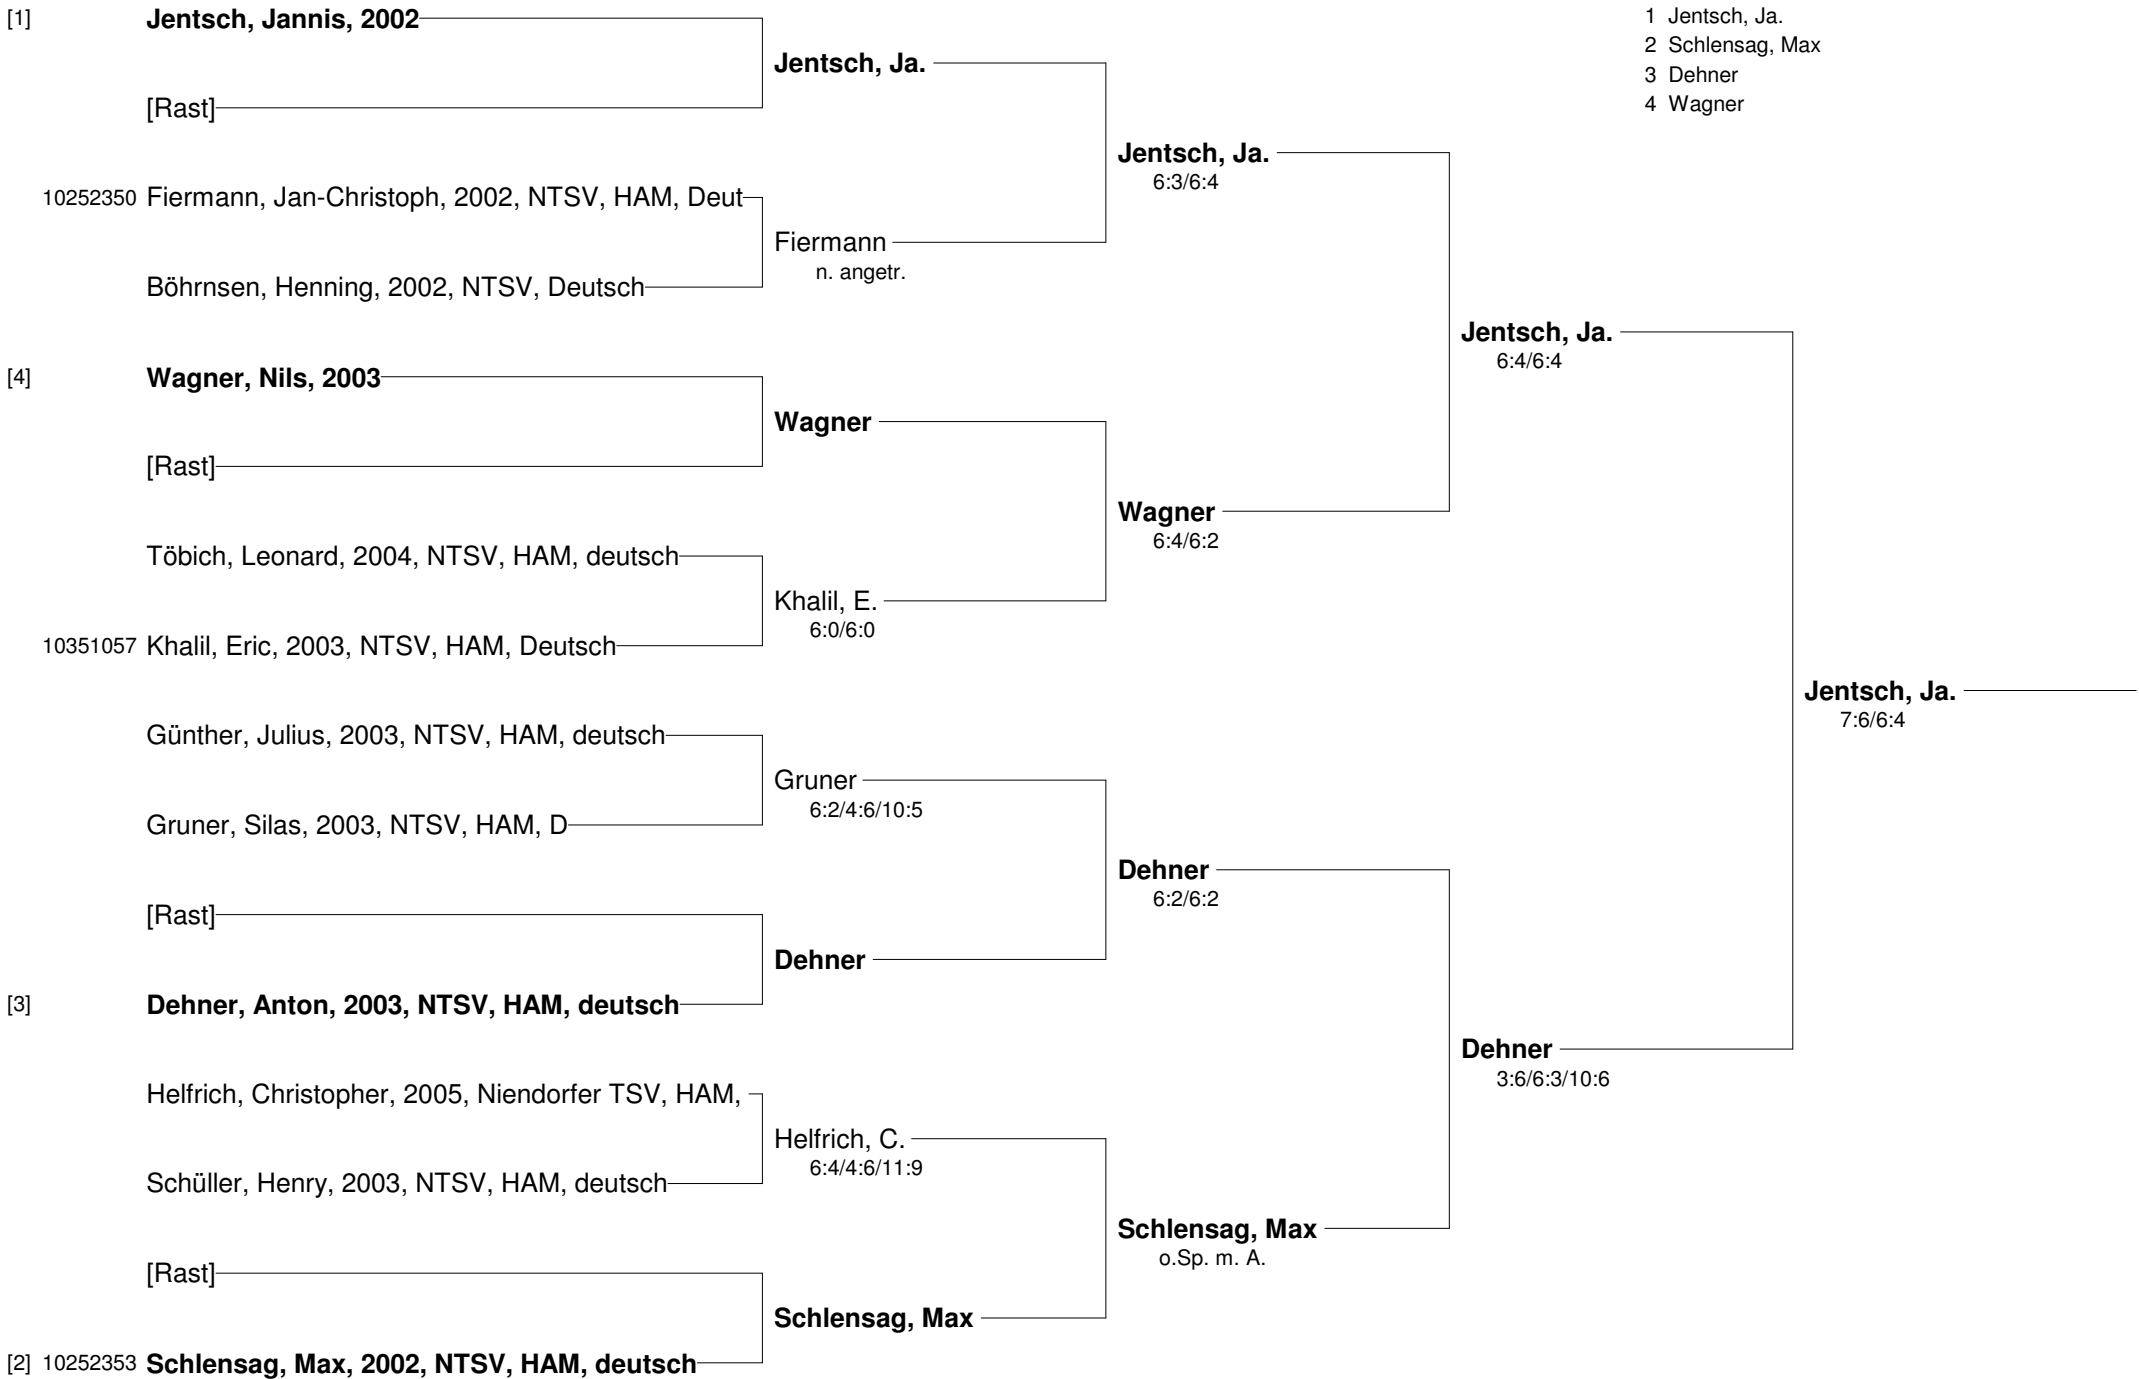 [1] Jentsch, Jannis, 2002
1 Jentsch, Ja.
2 Schlensag, Max
3 Dehner
4 Wagner
Jentsch, Ja.
[Rast]
Jentsch, Ja.
6:3/6:4
10252350 Fiermann, Jan-Christoph, 2002, NTSV, HAM, Deut
Fiermann
n. angetr.
Böhrnsen, Henning, 2002, NTSV, Deutsch
Jentsch, Ja.
6:4/6:4
[4] Wagner, Nils, 2003
Wagner
[Rast]
Wagner
6:4/6:2
Töbich, Leonard, 2004, NTSV, HAM, deutsch
Khalil, E.
6:0/6:0
10351057 Khalil, Eric, 2003, NTSV, HAM, Deutsch
Jentsch, Ja.
7:6/6:4
Günther, Julius, 2003, NTSV, HAM, deutsch
Gruner
6:2/4:6/10:5
Gruner, Silas, 2003, NTSV, HAM, D
Dehner
6:2/6:2
[Rast]
Dehner
[3] Dehner, Anton, 2003, NTSV, HAM, deutsch
Dehner
3:6/6:3/10:6
Helfrich, Christopher, 2005, Niendorfer TSV, HAM,
Helfrich, C.
6:4/4:6/11:9
Schüller, Henry, 2003, NTSV, HAM, deutsch
Schlensag, Max
o.Sp. m. A.
[Rast]
Schlensag, Max
[2] 10252353 Schlensag, Max, 2002, NTSV, HAM, deutsch